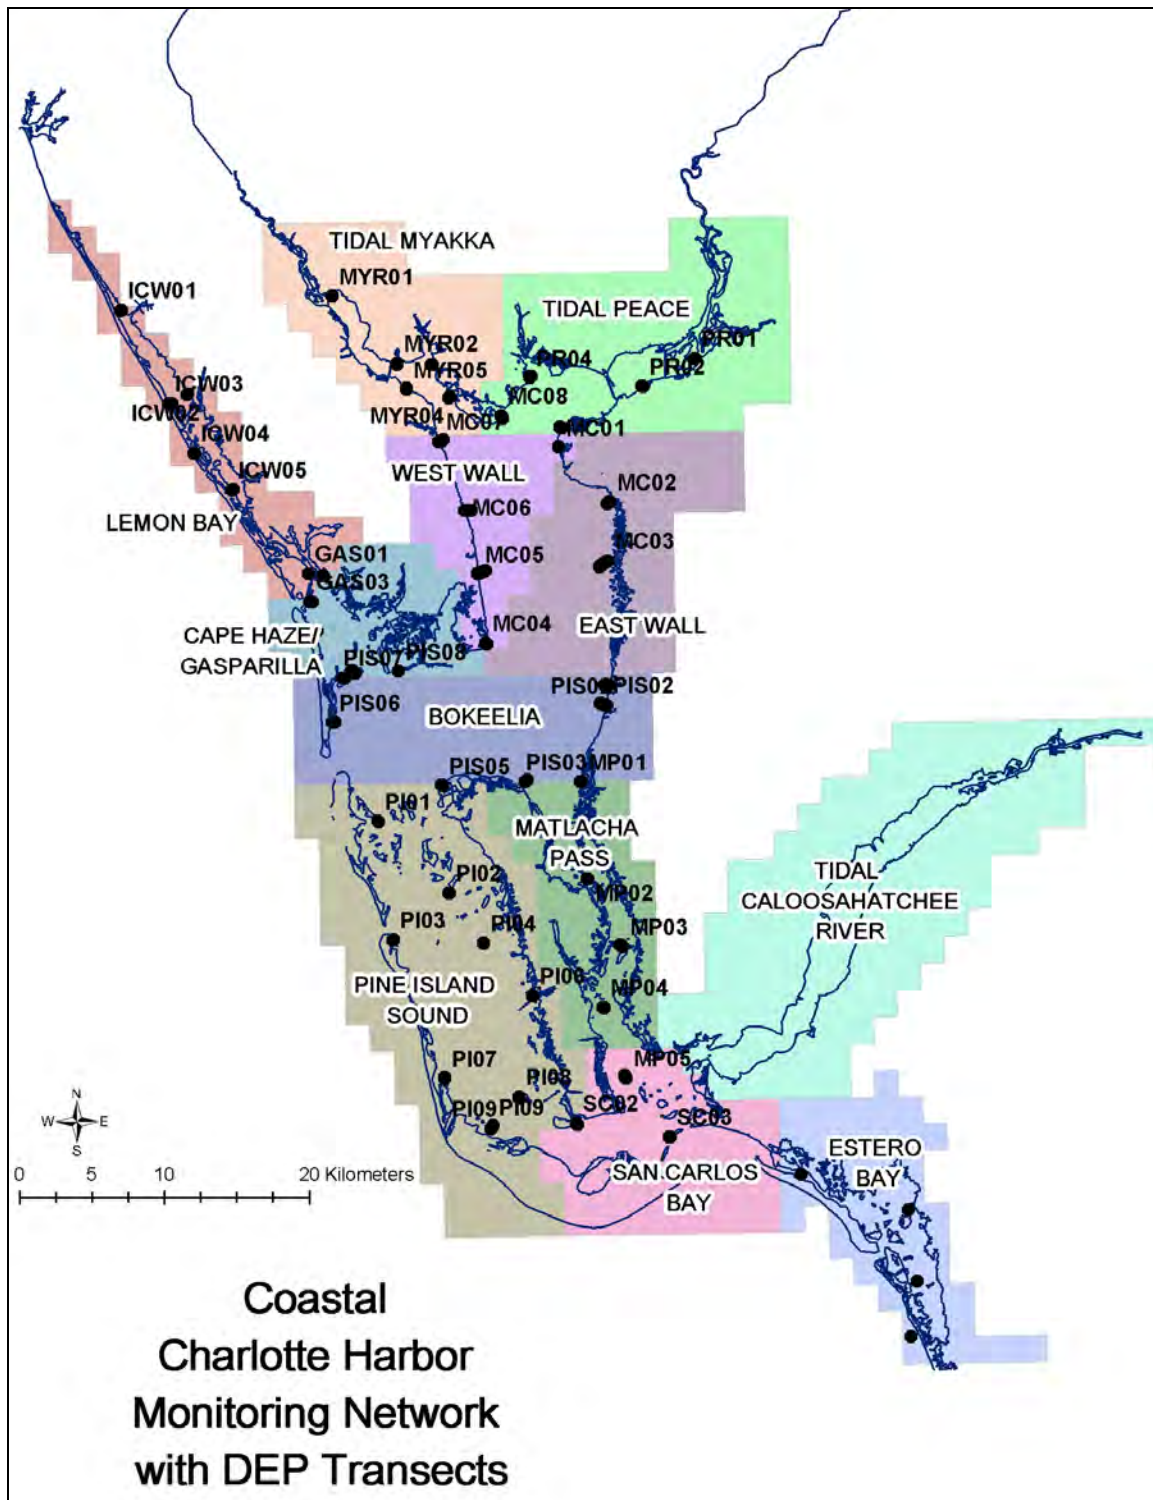 TIDAL MYAKKA
MYR01
ICW01
TIDAL PEACE
PR01
MYR02
PR04
PR02
MYR05
ICW03
ICW02
MC08
MYR04
MC07
MC01
ICW04
WEST WALL
ICW05
MC02
LEMON BAY
MC06
MC03
GAS01
MC05
GAS03
MC04
EAST WALL
CAPE HAZE/
GASPARILLA
PIS07
PIS08
PIS02
PIS06
BOKEELIA
PIS05
PIS03
MP01
PI01
MATLACHA
PASS
PI02
MP02
TIDAL
CALOOSAHATCHEE
RIVER
PI03
PI04
MP03
PI06
MP04
PINE ISLAND
SOUND
PI07
PI08
MP05
PI09
PI09
SC02
SC03
N
W
E
S
ESTERO
BAY
SAN CARLOS
BAY
0 5 10 20 Kilometers
Coastal
Charlotte Harbor
Monitoring Network
with DEP Transects